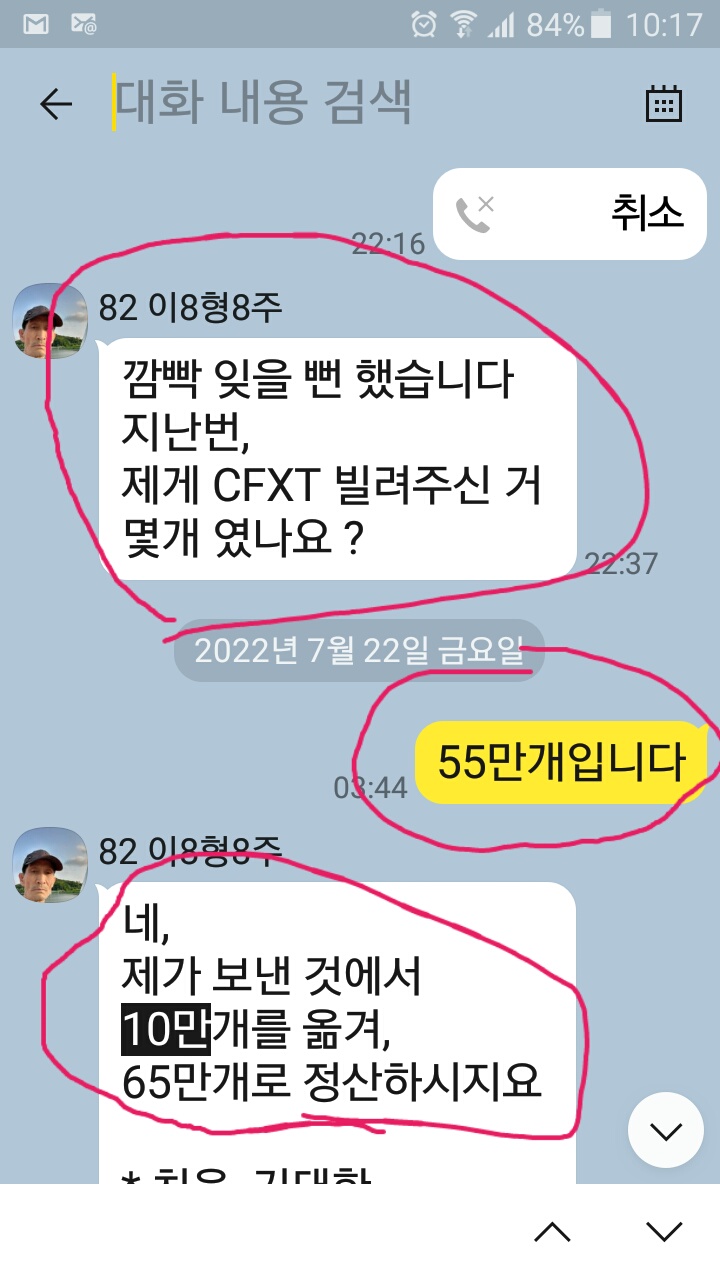 84% 10:17
대화 내용 검색
취소
22:16
82 이8형8주
깜빡 잊을 뻔 했습니다
지난번,
제게 CFXT 빌려주신 거
몇개 였나요 ?
22:37
2022년 7월 22일 금요일
55만개입니다
03:44
82 이8형8주
네,
제가 보낸 것에서
10만개를 옮겨,
65만개로 정산하시지요